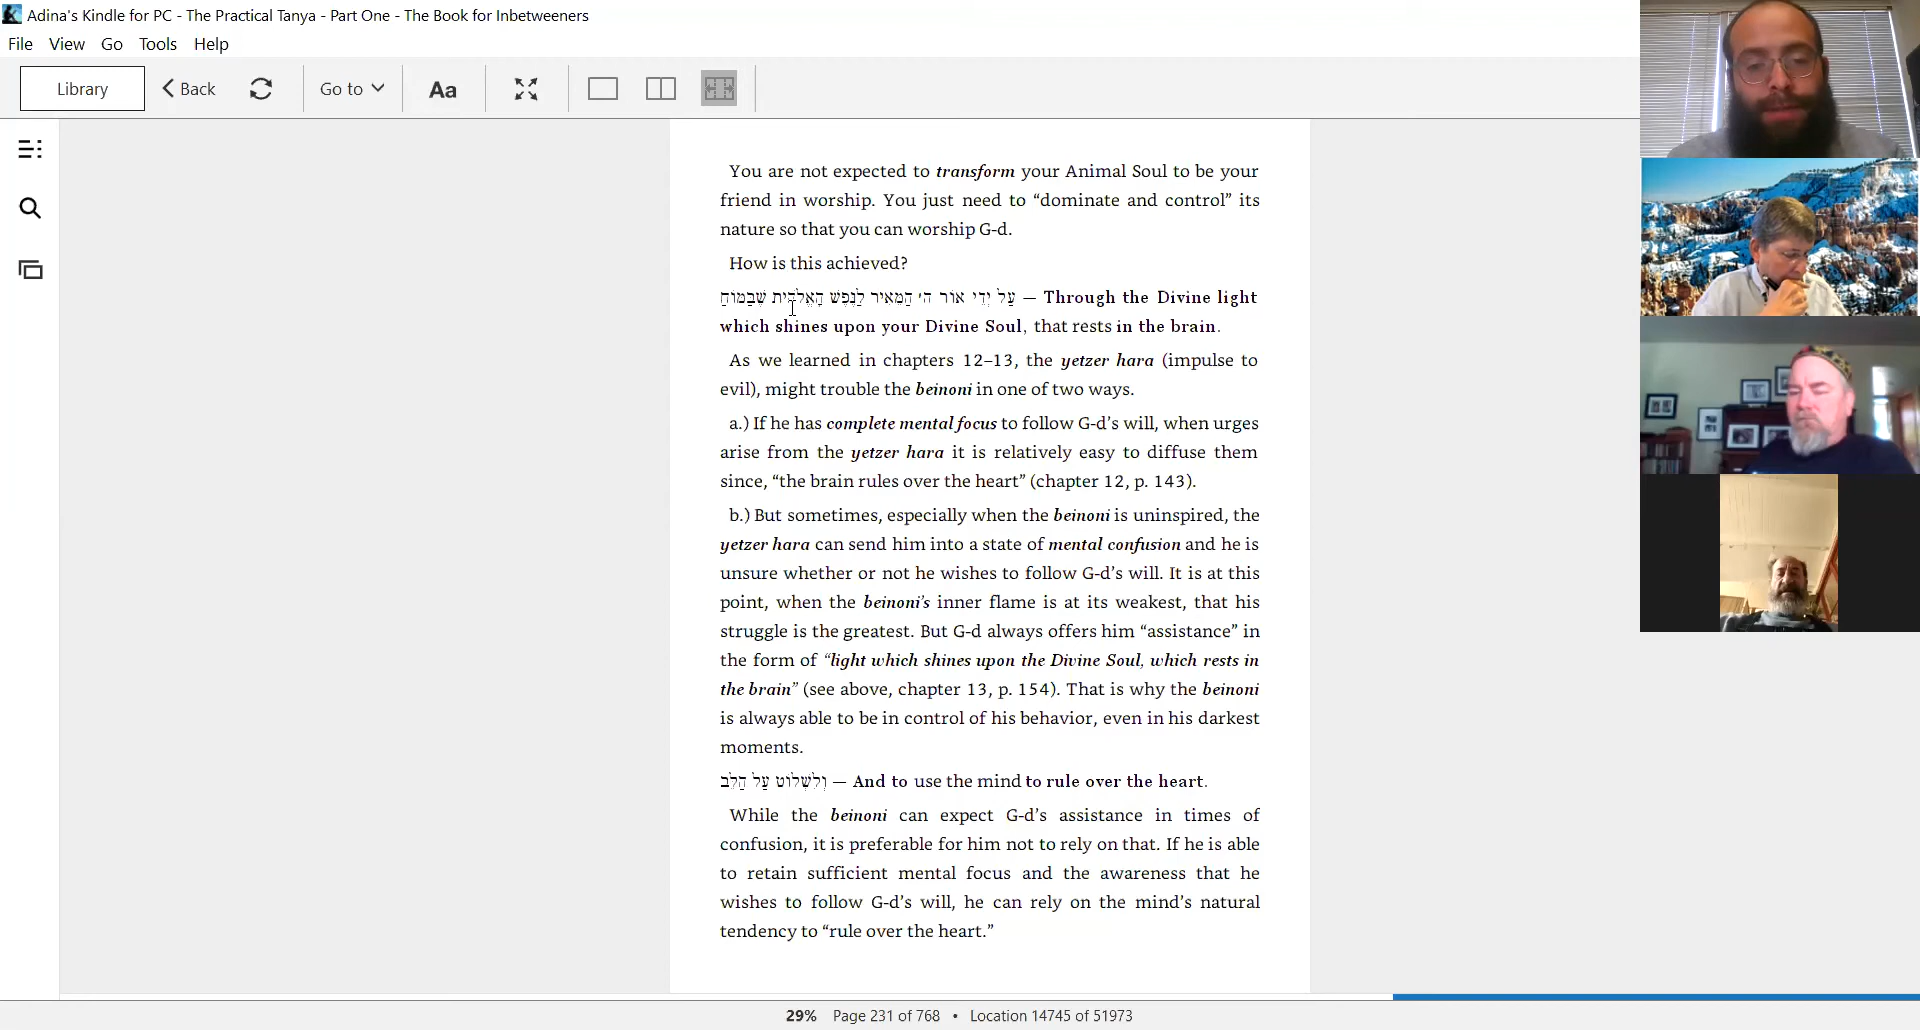 Adina's Kindle for PC - The Practical Tanya - Part One - The Book for Inbetweeners
File View Go Tools Help
Library Back Go to Aa
You are not expected to transform your Animal Soul to be your
friend in worship. You just need to “dominate and control” its
nature so that you can worship G-d.
How is this achieved?
עַל יְדֵי אוֹר ה׳ הַמֵּאִיר לַנֶּפֶשׁ הָאֱלֹהִית שֶׁבַּמּוֹחַ — Through the Divine light
which shines upon your Divine Soul, that rests in the brain.
As we learned in chapters 12–13, the yetzer hara (impulse to
evil), might trouble the beinoni in one of two ways.
a.) If he has complete mental focus to follow G-d’s will, when urges
arise from the yetzer hara it is relatively easy to diffuse them
since, “the brain rules over the heart” (chapter 12, p. 143).
b.) But sometimes, especially when the beinoni is uninspired, the
yetzer hara can send him into a state of mental confusion and he is
unsure whether or not he wishes to follow G-d’s will. It is at this
point, when the beinoni’s inner flame is at its weakest, that his
struggle is the greatest. But G-d always offers him “assistance” in
the form of “light which shines upon the Divine Soul, which rests in
the brain” (see above, chapter 13, p. 154). That is why the beinoni
is always able to be in control of his behavior, even in his darkest
moments.
וְלִשְׁלוֹט עַל הַלֵּב — And to use the mind to rule over the heart.
While the beinoni can expect G-d’s assistance in times of
confusion, it is preferable for him not to rely on that. If he is able
to retain sufficient mental focus and the awareness that he
wishes to follow G-d’s will, he can rely on the mind’s natural
tendency to “rule over the heart.”
29% Page 231 of 768 • Location 14745 of 51973